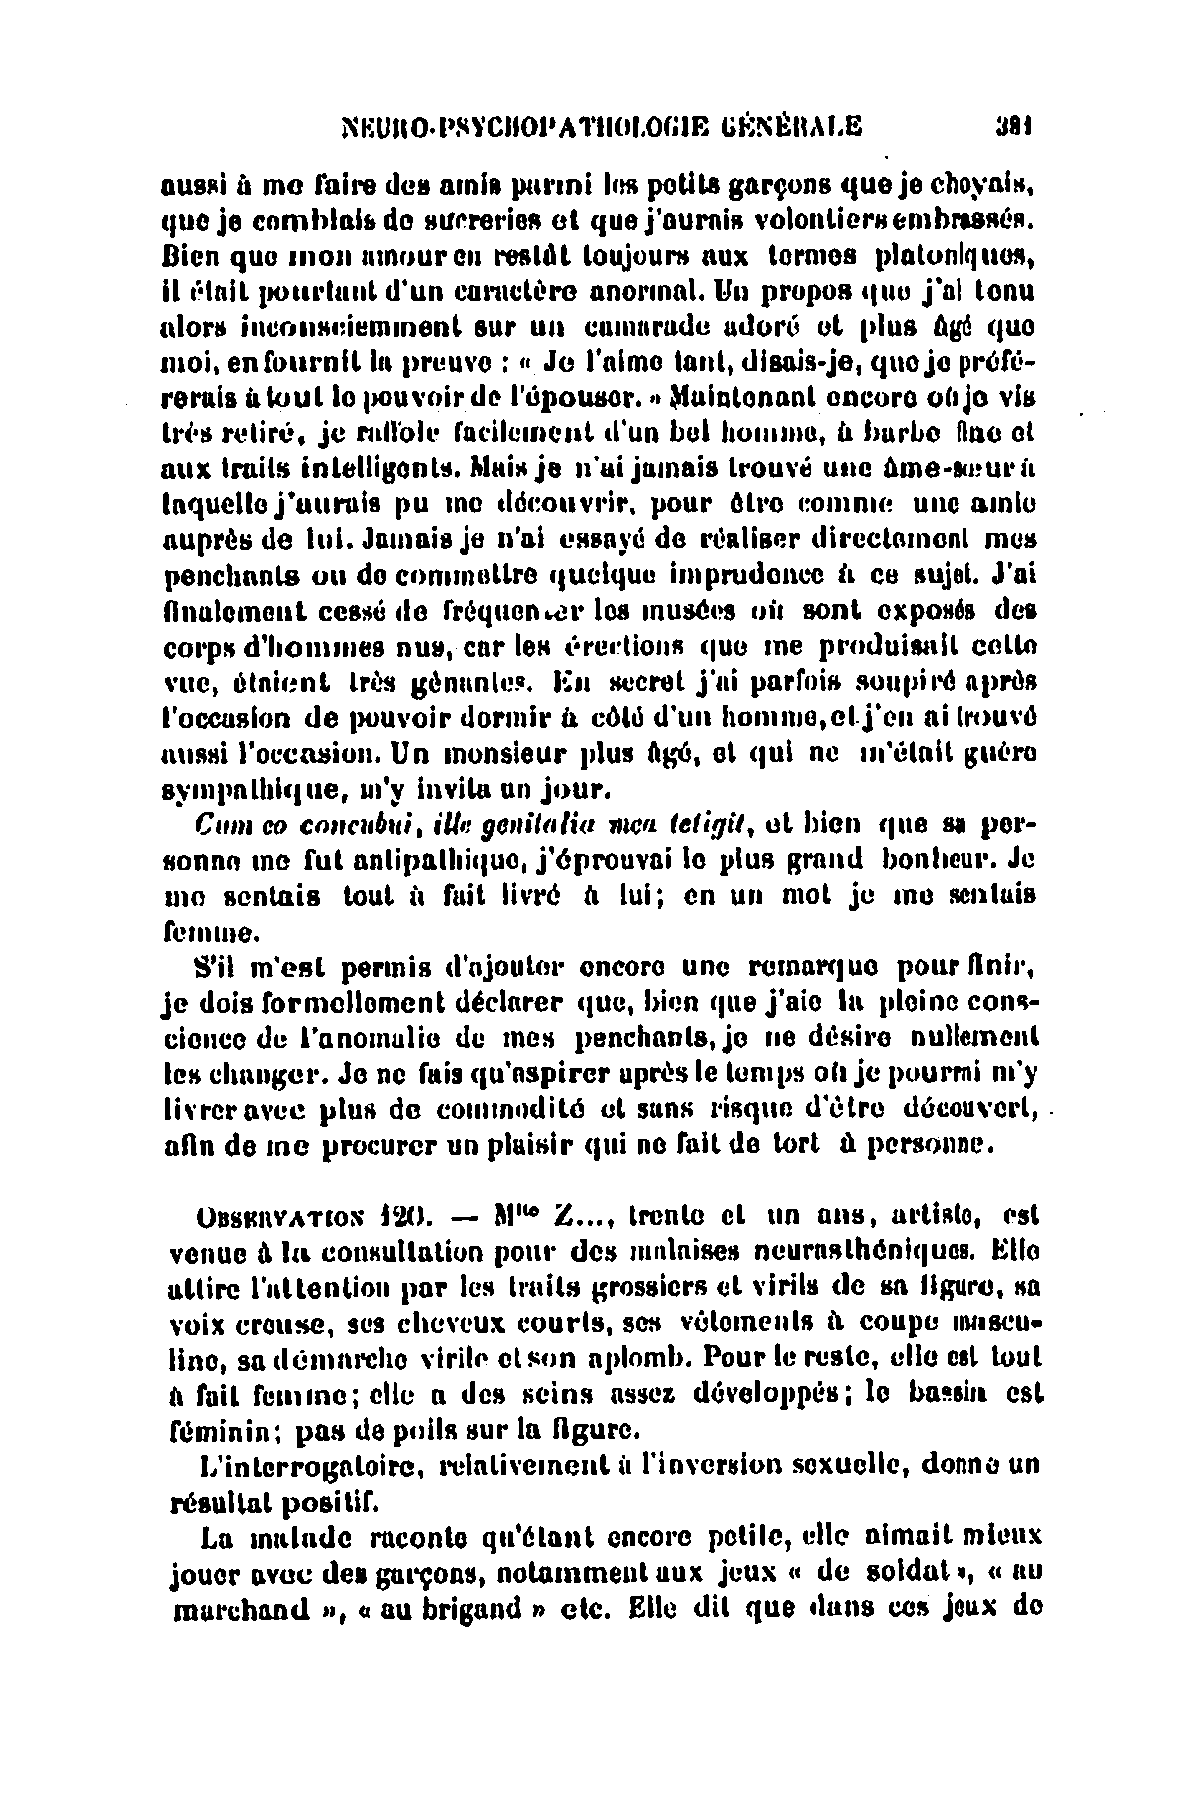 NEURO-PSYCHOPATHOLOGIE GÉNÉRALE 381
aussi à me faire des amis parmi les petits garçons que je choyais,
que je comblais de sucreries et que j'aurais volontiers embrassés.
Bien que mon amour en restât toujours aux termes platoniques,
il était pourtant d'un caractère anormal. Un propos que j'ai tenu
alors inconsciemment sur un camarade adoré et plus âgé que
moi, en fournit la preuve : « Je l'aime tant, disais-je, que je préfé-
rerais à tout le pouvoir de l'épouser. » Maintenant encore où je vis
très retiré, je raffole facilement d'un bel homme, à barbe fine et
aux traits intelligents. Mais je n'ai jamais trouvé une âme-sœur à
laquelle j'aurais pu me découvrir, pour être comme une amie
auprès de lui. Jamais je n'ai essayé de réaliser directement mes
penchants ou de commettre quelque imprudence à ce sujet. J'ai
finalement cessé de fréquenter les musées où sont exposés des
corps d'hommes nus, car les érections que me produisait cette
vue, étaient très gênantes. En secret j'ai parfois soupiré après
l'occasion de pouvoir dormir à côté d'un homme, et j'en ai trouvé
aussi l'occasion. Un monsieur plus âgé, et qui ne m'était guère
sympathique, m'y invita un jour.
Cum eo concubui, ille genitalia mea tetigit, et bien que sa per-
sonne me fut antipathique, j'éprouvai le plus grand bonheur. Je
me sentais tout à fait livré à lui; en un mot je me sentais
femme.
S'il m'est permis d'ajouter encore une remarque pour finir,
je dois formellement déclarer que, bien que j'aie la pleine cons-
cience de l'anomalie de mes penchants, je ne désire nullement
les changer. Je ne fais qu'aspirer après le temps où je pourrai m'y
livrer avec plus de commodité et sans risque d'être découvert,
afin de me procurer un plaisir qui ne fait de tort à personne.
OBSERVATION 120. — Mlle Z..., trente et un ans, artiste, est
venue à la consultation pour des malaises neurasthéniques. Elle
attire l'attention par les traits grossiers et virils de sa figure, sa
voix creuse, ses cheveux courts, ses vêtements à coupe mascu-
line, sa démarche virile et son aplomb. Pour le reste, elle est tout
à fait femme; elle a des seins assez développés; le bassin est
féminin; pas de poils sur la figure.
L'interrogatoire, relativement à l'inversion sexuelle, donne un
résultat positif.
La malade raconte qu'étant encore petite, elle aimait mieux
jouer avec des garçons, notamment aux jeux « de soldat », « au
marchand », « au brigand » etc. Elle dit que dans ces jeux de